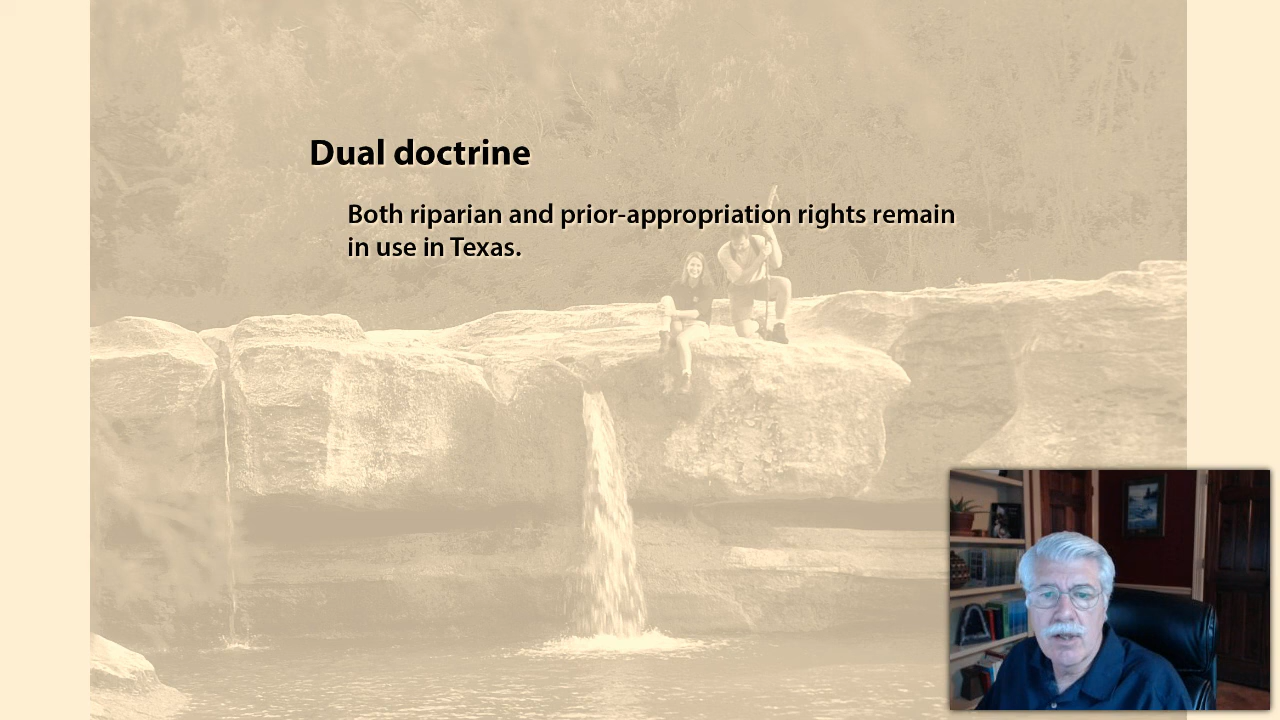 Dual doctrine
Both riparian and prior-appropriation rights remain
in use in Texas.